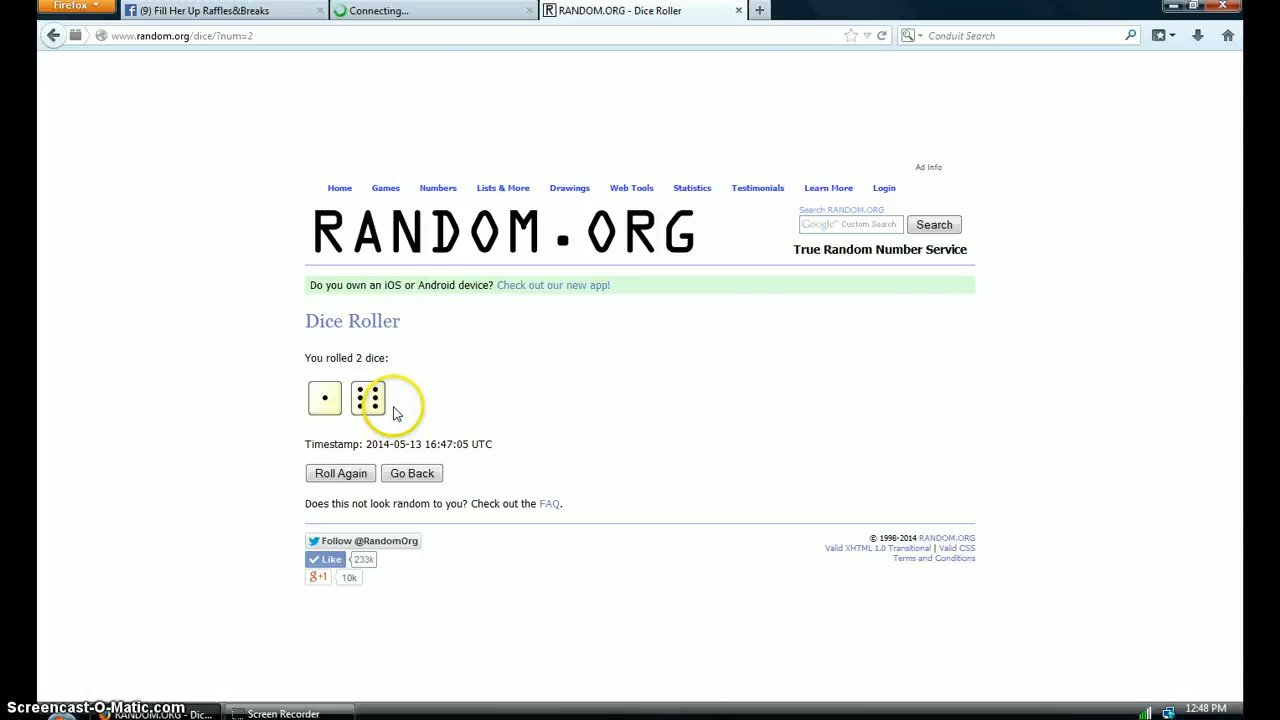 Firefox
(9) Fill Her Up Raffles&Breaks
Connecting...
RANDOM.ORG - Dice Roller
www.random.org/dice/?num=2
Conduit Search
Ad Info
Home Games Numbers Lists & More Drawings Web Tools Statistics Testimonials Learn More Login
Search RANDOM.ORG
RANDOM.ORG
Google™ Custom Search Search
True Random Number Service
Do you own an iOS or Android device? Check out our new app!
Dice Roller
You rolled 2 dice:
Timestamp: 2014-05-13 16:47:05 UTC
Roll Again Go Back
Does this not look random to you? Check out the FAQ.
Follow @RandomOrg
Like 233k
g+1 10k
© 1998-2014 RANDOM.ORG
Valid XHTML 1.0 Transitional | Valid CSS
Terms and Conditions
Screencast-O-Matic.com
RANDOM.ORG - Dic...
Screen Recorder
12:48 PM